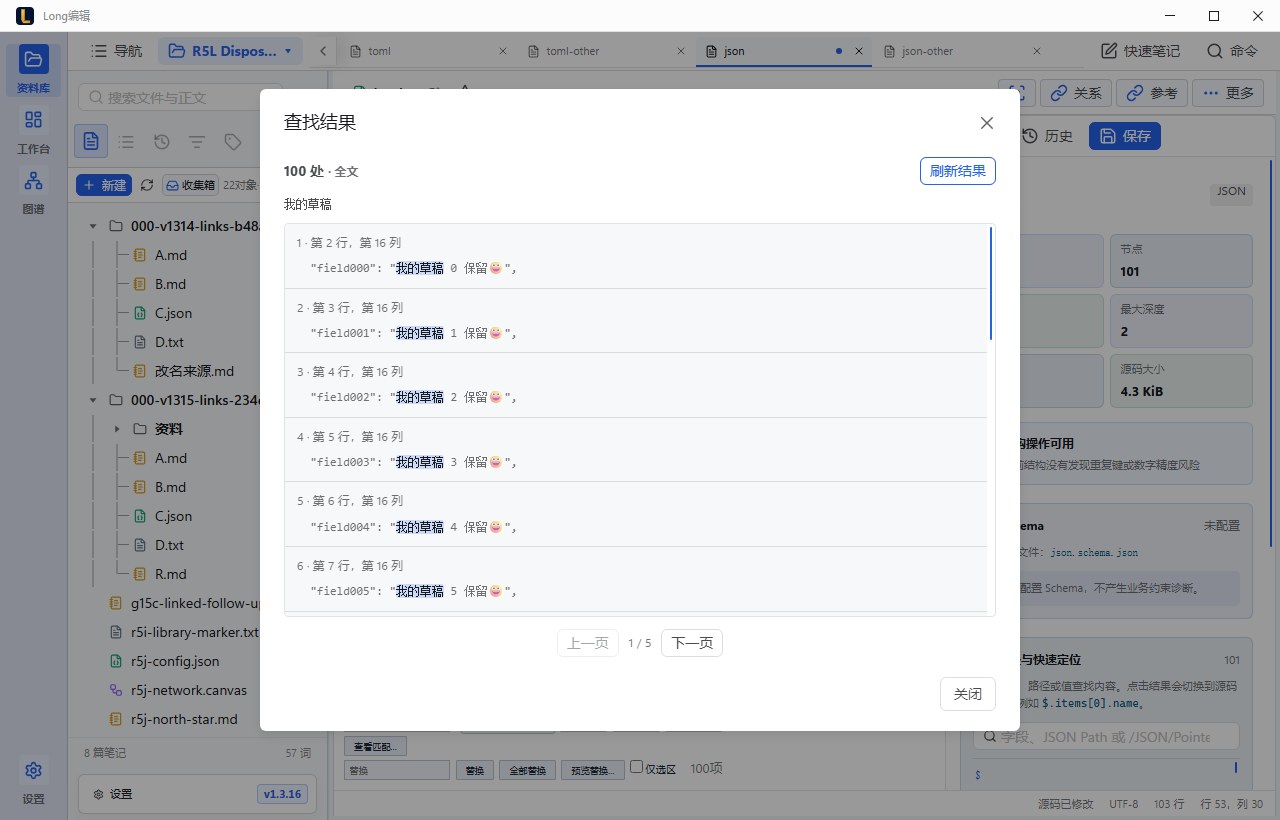 Long编辑
资料库
工作台
图谱
设置
导航
R5L Dispos...
toml
toml-other
json
json-other
快速笔记
命令
搜索文件与正文
关系
参考
更多
历史
保存
新建
收集箱
22对象
000-v1314-links-b48
A.md
B.md
C.json
D.txt
改名来源.md
000-v1315-links-234
资料
A.md
B.md
C.json
D.txt
R.md
g15c-linked-follow-u
r5i-library-marker.txt
r5j-config.json
r5j-network.canvas
r5j-north-star.md
8 篇笔记
57 词
设置
v1.3.16
查找结果
100 处 · 全文
刷新结果
我的草稿
1 · 第 2 行，第 16 列
"field000": "我的草稿 0 保留😀",
2 · 第 3 行，第 16 列
"field001": "我的草稿 1 保留😀",
3 · 第 4 行，第 16 列
"field002": "我的草稿 2 保留😀",
4 · 第 5 行，第 16 列
"field003": "我的草稿 3 保留😀",
5 · 第 6 行，第 16 列
"field004": "我的草稿 4 保留😀",
6 · 第 7 行，第 16 列
"field005": "我的草稿 5 保留😀",
上一页
1 / 5
下一页
关闭
JSON
节点
101
最大深度
2
源码大小
4.3 KiB
操作可用
结构没有发现重复键或数字精度风险
ema
未配置
文件： json.schema.json
配置 Schema，不产生业务约束诊断。
与快速定位
101
路径或值查找内容。点击结果会切换到源码
例如 $.items[0].name。
字段、JSON Path 或 /JSON/Pointe
$
查看匹配...
替换
替换
全部替换
预览替换...
仅选区
100项
源码已修改
UTF-8
103 行
行 53，列 30